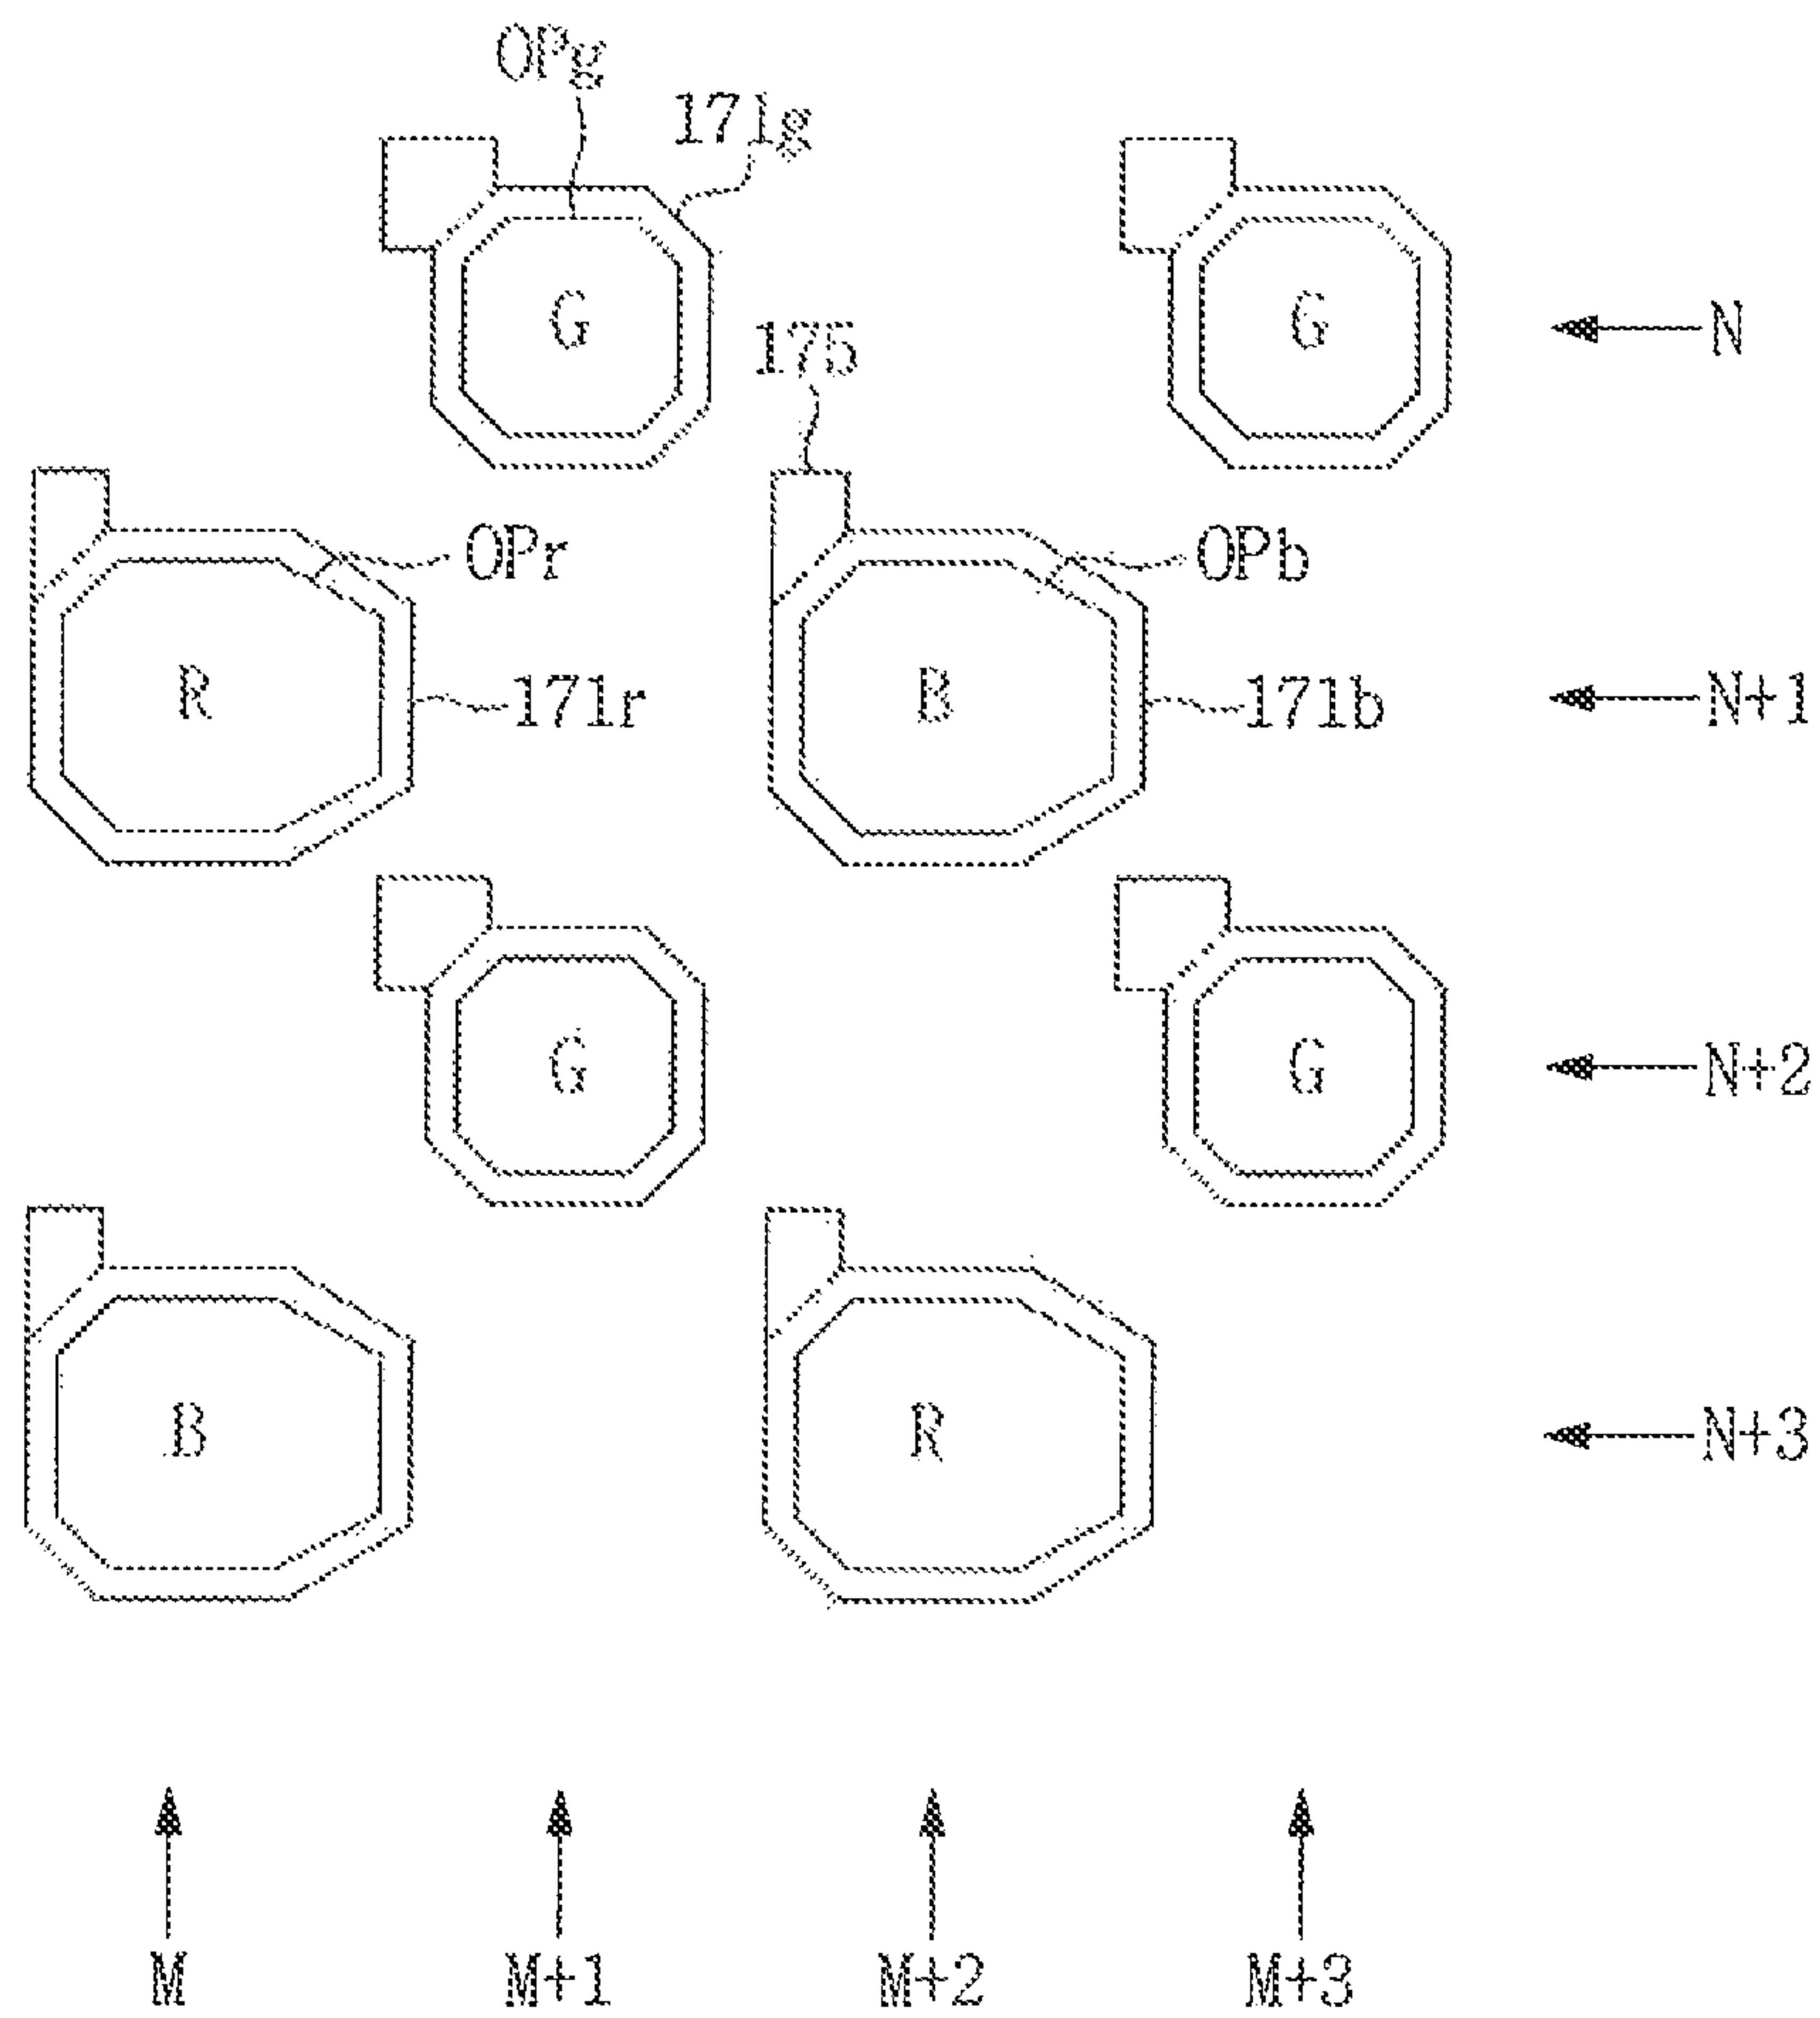 OPg
171g
G G N
175
OPr OPb
R 171r B 171b N+1
G G N+2
B R N+3
M M+1 M+2 M+3